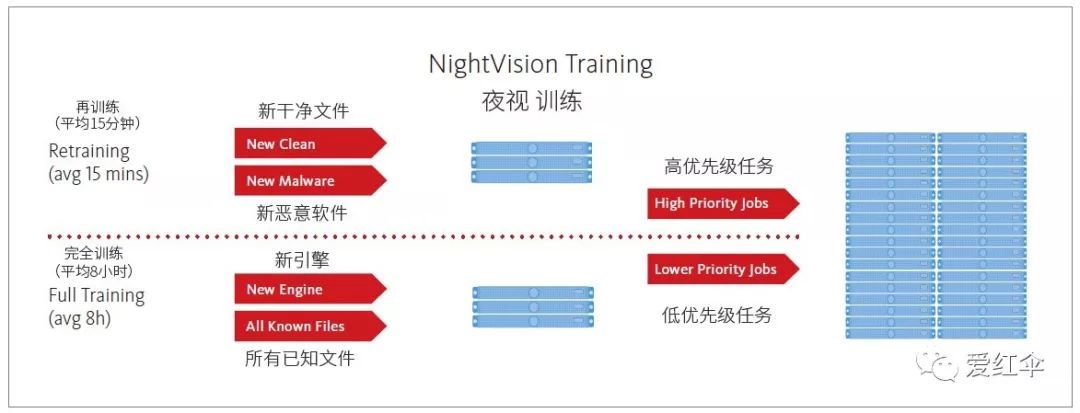 NightVision Training
夜视 训练
再训练
（平均15分钟）
Retraining
(avg 15 mins)
新干净文件
New Clean
New Malware
新恶意软件
高优先级任务
High Priority Jobs
完全训练
（平均8小时）
Full Training
(avg 8h)
新引擎
New Engine
All Known Files
所有已知文件
Lower Priority Jobs
低优先级任务
爱红伞